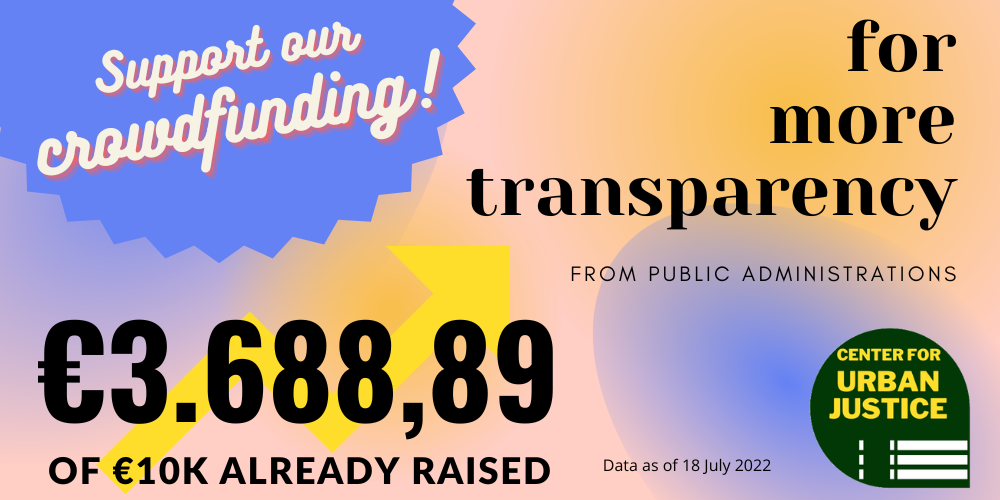 Support our
crowdfunding!
for
more
transparency
FROM PUBLIC ADMINISTRATIONS
€3.688,89
OF €10K ALREADY RAISED
Data as of 18 July 2022
CENTER FOR
URBAN
JUSTICE